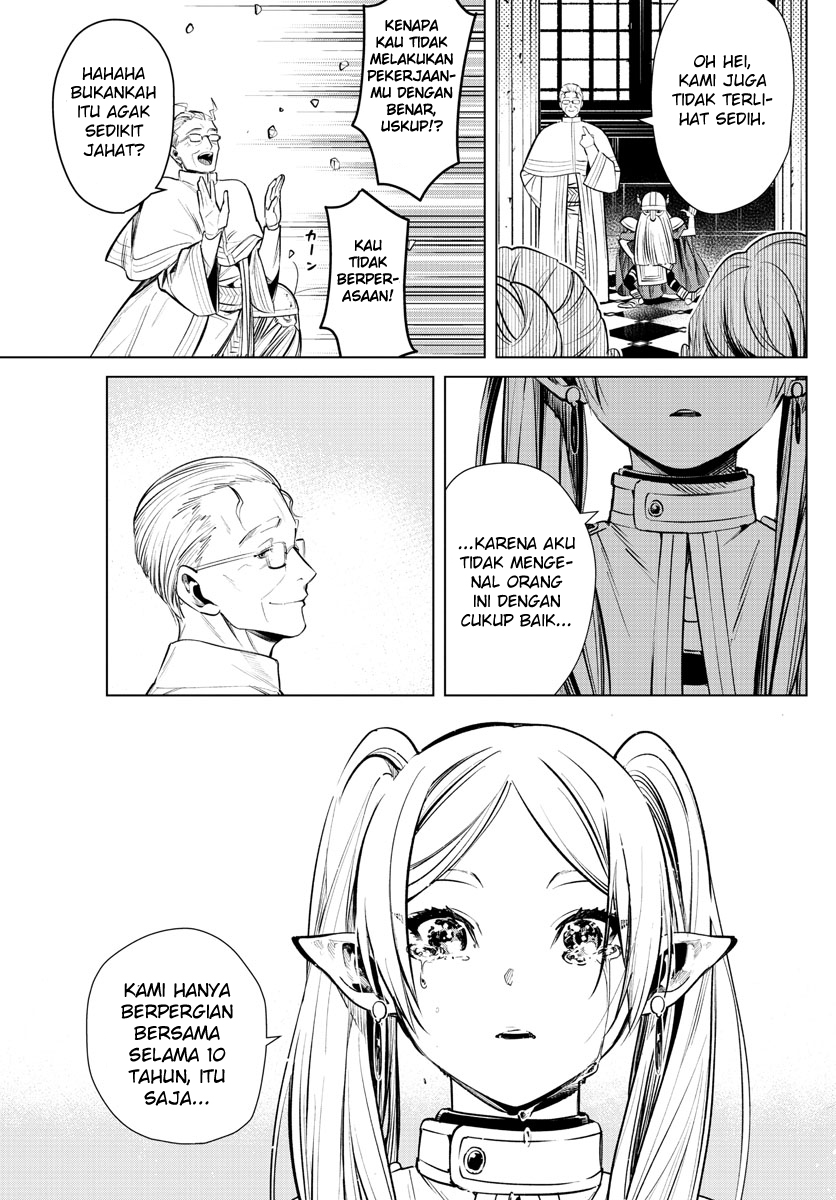 OH HEI,
KAMI JUGA
TIDAK TERLI-
HAT SEDIH.
KENAPA
KAU TIDAK
MELAKUKAN
PEKERJAAN-
MU DENGAN
BENAR,
USKUP!?
KAU
TIDAK
BERPER-
ASAAN!
カーン
HAHAHA
BUKANKAH
ITU AGAK
SEDIKIT
JAHAT?
...KARENA AKU
TIDAK MENGE-
NAL ORANG
INI DENGAN
CUKUP BAIK...
KAMI HANYA
BERPERGIAN
BERSAMA
SELAMA 10
TAHUN, ITU
SAJA...